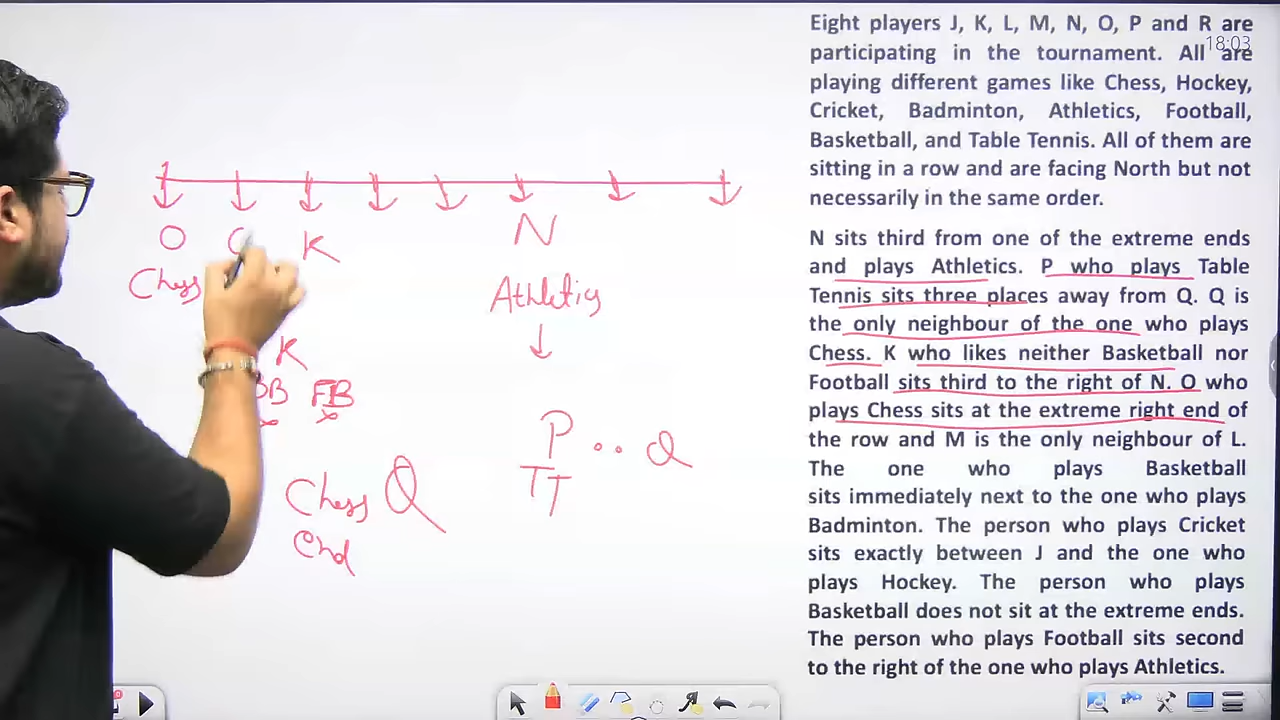 Eight players J, K, L, M, N, O, P and R are
participating in the tournament. All are
18:03
playing different games like Chess, Hockey,
Cricket, Badminton, Athletics, Football,
Basketball, and Table Tennis. All of them are
sitting in a row and are facing North but not
necessarily in the same order.
N sits third from one of the extreme ends
and plays Athletics. P who plays Table
Tennis sits three places away from Q. Q is
the only neighbour of the one who plays
Chess. K who likes neither Basketball nor
Football sits third to the right of N. O who
plays Chess sits at the extreme right end of
the row and M is the only neighbour of L.
The one who plays Basketball
sits immediately next to the one who plays
Badminton. The person who plays Cricket
sits exactly between J and the one who
plays Hockey. The person who plays
Basketball does not sit at the extreme ends.
The person who plays Football sits second
to the right of the one who plays Athletics.
O K N
Chess Athletics
K
BB FB
P .. Q
TT
Chess Q
End